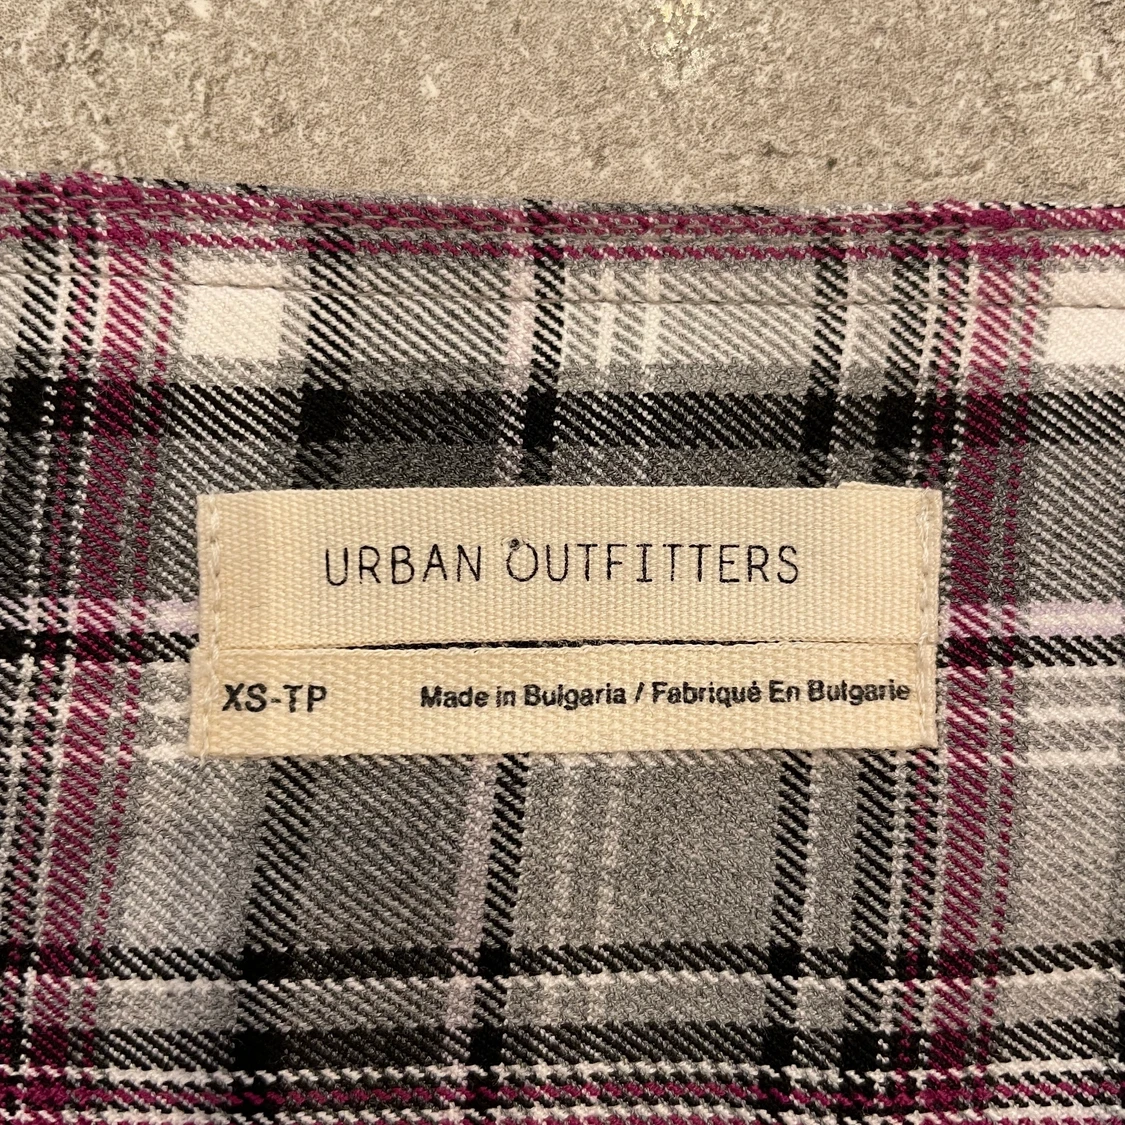 URBAN OUTFITTERS
XS-TP Made in Bulgaria / Fabriqué En Bulgarie